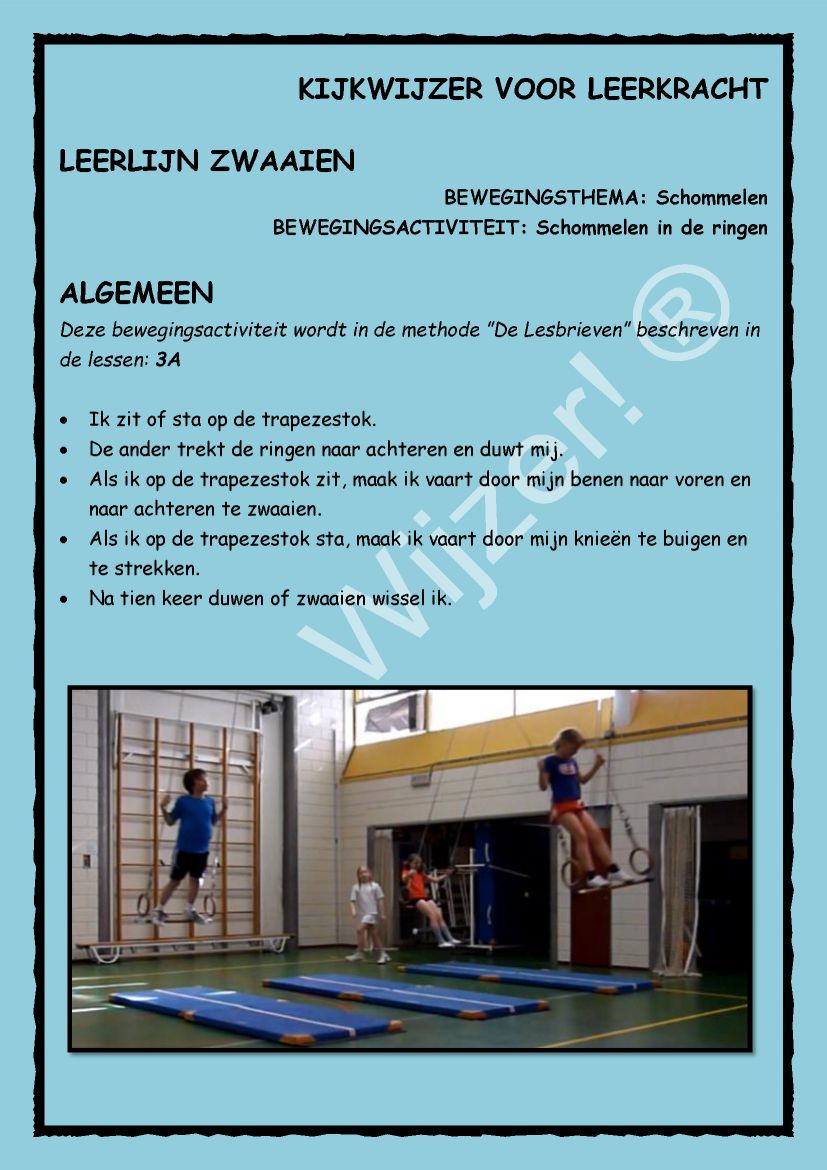 KIJKWIJZER VOOR LEERKRACHT
LEERLIJN ZWAAIEN
BEWEGINGSTHEMA: Schommelen
BEWEGINGSACTIVITEIT: Schommelen in de ringen
ALGEMEEN
Deze bewegingsactiviteit wordt in de methode "De Lesbrieven" beschreven in
de lessen: 3A
• Ik zit of sta op de trapezestok.
• De ander trekt de ringen naar achteren en duwt mij.
• Als ik op de trapezestok zit, maak ik vaart door mijn benen naar voren en
naar achteren te zwaaien.
• Als ik op de trapezestok sta, maak ik vaart door mijn knieën te buigen en
te strekken.
• Na tien keer duwen of zwaaien wissel ik.
Wijzer! ®